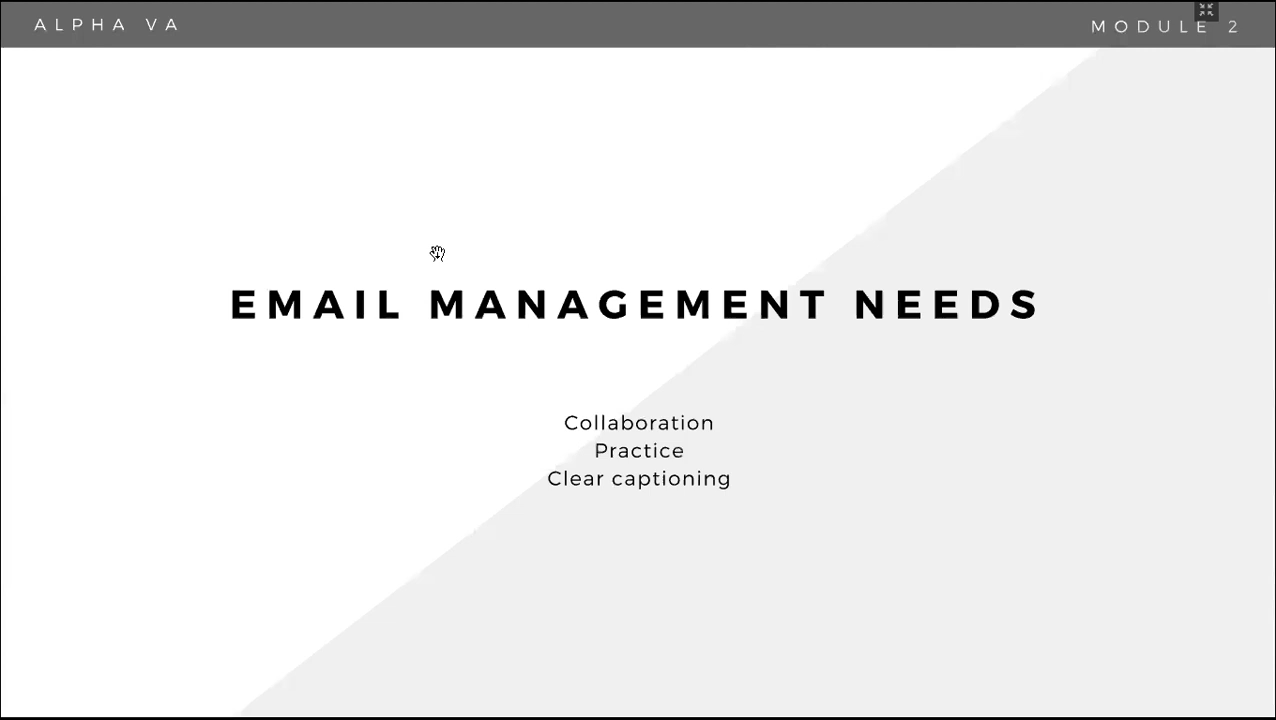 ALPHA VA
MODULE 2
EMAIL MANAGEMENT NEEDS
Collaboration
Practice
Clear captioning